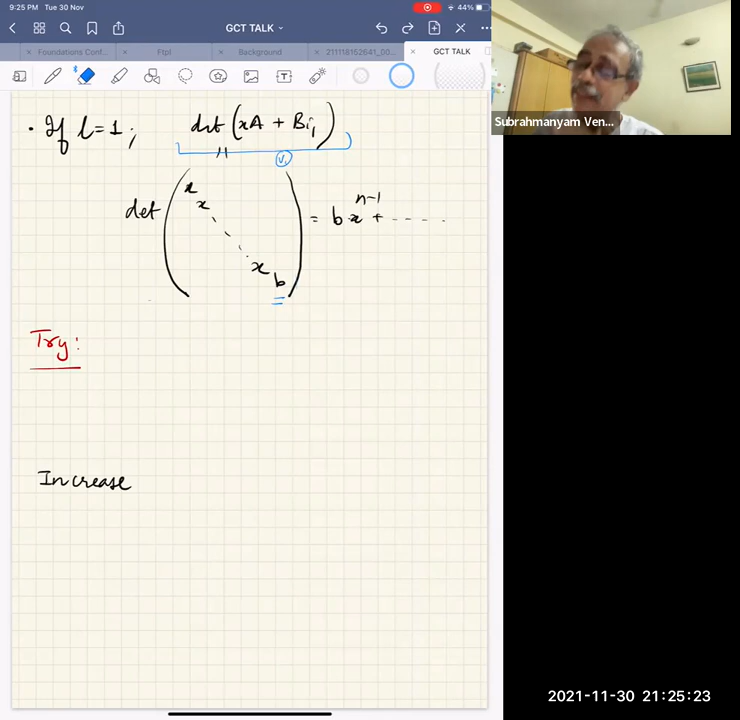 9:25 PM Tue 30 Nov
44%
GCT TALK
Foundations Conf...
Ftpl
Background
211118152641_00...
GCT TALK
· If l=1; det (xA + Bi₁)
V₁
det ( x x x b ) = b x^{n-1} + - - - -
Try:
Increase
Subrahmanyam Ven...
2021-11-30 21:25:23